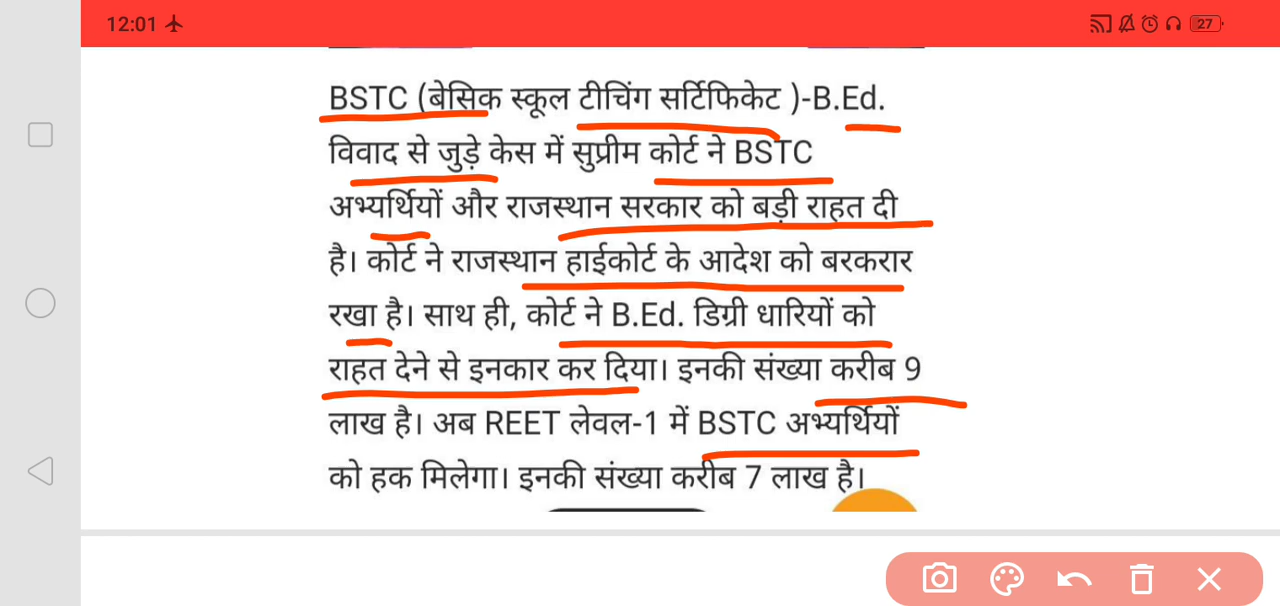 12:01
27
BSTC (बेसिक स्कूल टीचिंग सर्टिफिकेट )-B.Ed.
विवाद से जुड़े केस में सुप्रीम कोर्ट ने BSTC
अभ्यर्थियों और राजस्थान सरकार को बड़ी राहत दी
है। कोर्ट ने राजस्थान हाईकोर्ट के आदेश को बरकरार
रखा है। साथ ही, कोर्ट ने B.Ed. डिग्री धारियों को
राहत देने से इनकार कर दिया। इनकी संख्या करीब 9
लाख है। अब REET लेवल-1 में BSTC अभ्यर्थियों
को हक मिलेगा। इनकी संख्या करीब 7 लाख है।